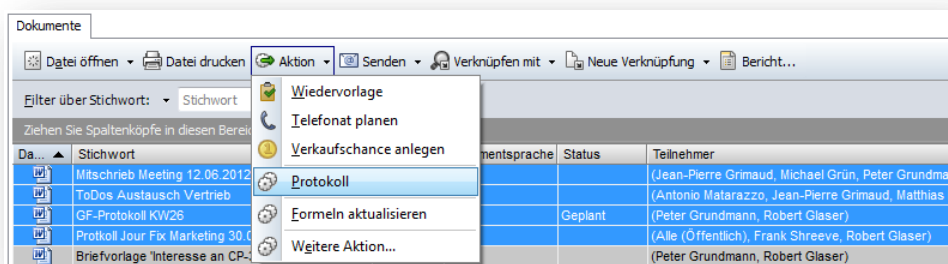 Dokumente
Datei öffnen Datei drucken Aktion Senden Verknüpfen mit Neue Verknüpfung Bericht...
Filter über Stichwort: Stichwort
Wiedervorlage
Telefonat planen
Verkaufschance anlegen
Protokoll
Formeln aktualisieren
Weitere Aktion...
Ziehen Sie Spaltenköpfe in diesen Bereic
Da... Stichwort mentsprache Status Teilnehmer
Mitschrieb Meeting 12.06.2012 (Jean-Pierre Grimaud, Michael Grün, Peter Grundma
ToDos Austausch Vertrieb (Antonio Matarazzo, Jean-Pierre Grimaud, Matthias
GF-Protokoll KW26 Geplant (Peter Grundmann, Robert Glaser)
Protkoll Jour Fix Marketing 30.0 (Alle (Öffentlich), Frank Shreeve, Robert Glaser)
Briefvorlage 'Interesse an CP- (Peter Grundmann, Robert Glaser)